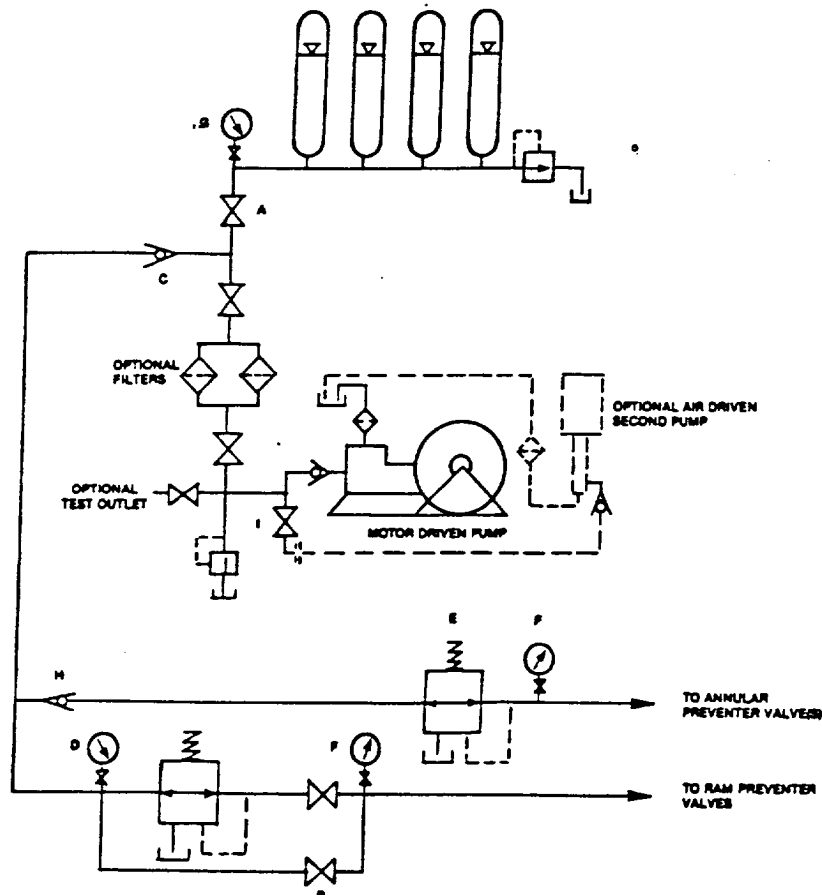 G
A
C
OPTIONAL
FILTERS
OPTIONAL AIR DRIVEN
SECOND PUMP
OPTIONAL
TEST OUTLET
I
MOTOR DRIVEN PUMP
E
F
H
TO ANNULAR
PREVENTER VALVE(S)
D
F
TO RAM PREVENTER
VALVES